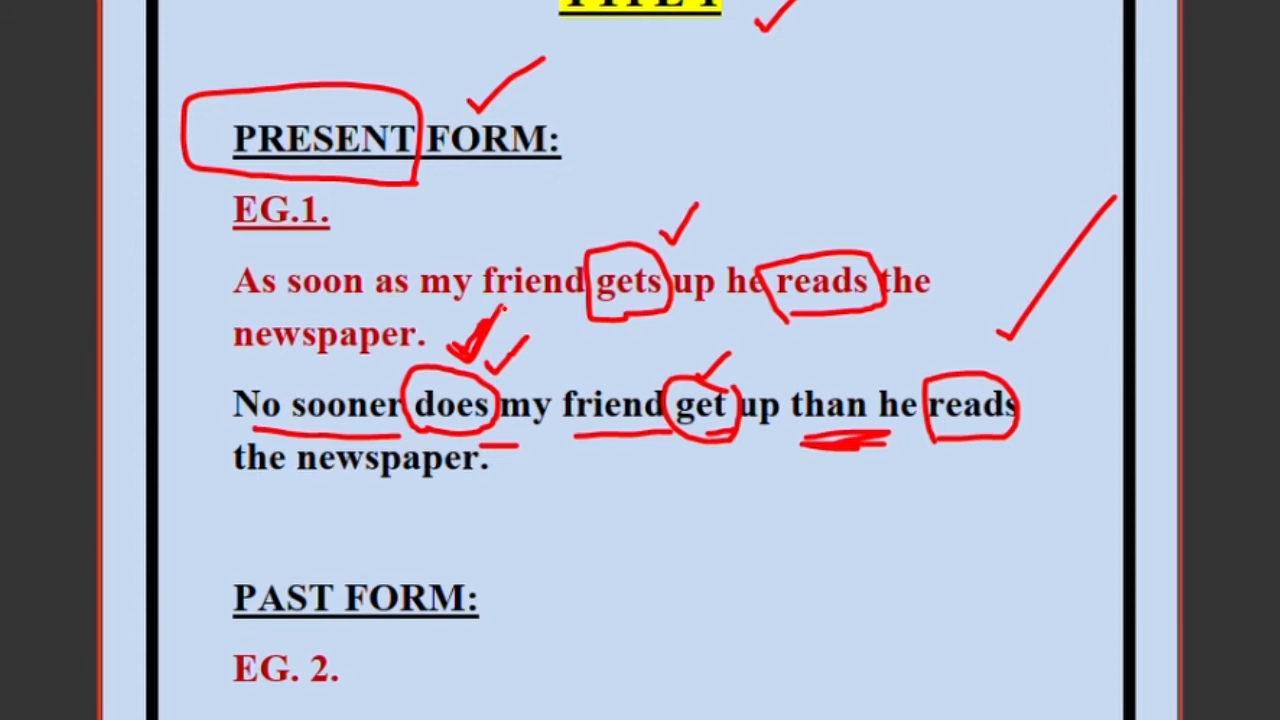 PRESENT FORM:
EG.1.
As soon as my friend gets up he reads the
newspaper.
No sooner does my friend get up than he reads
the newspaper.
PAST FORM:
EG. 2.